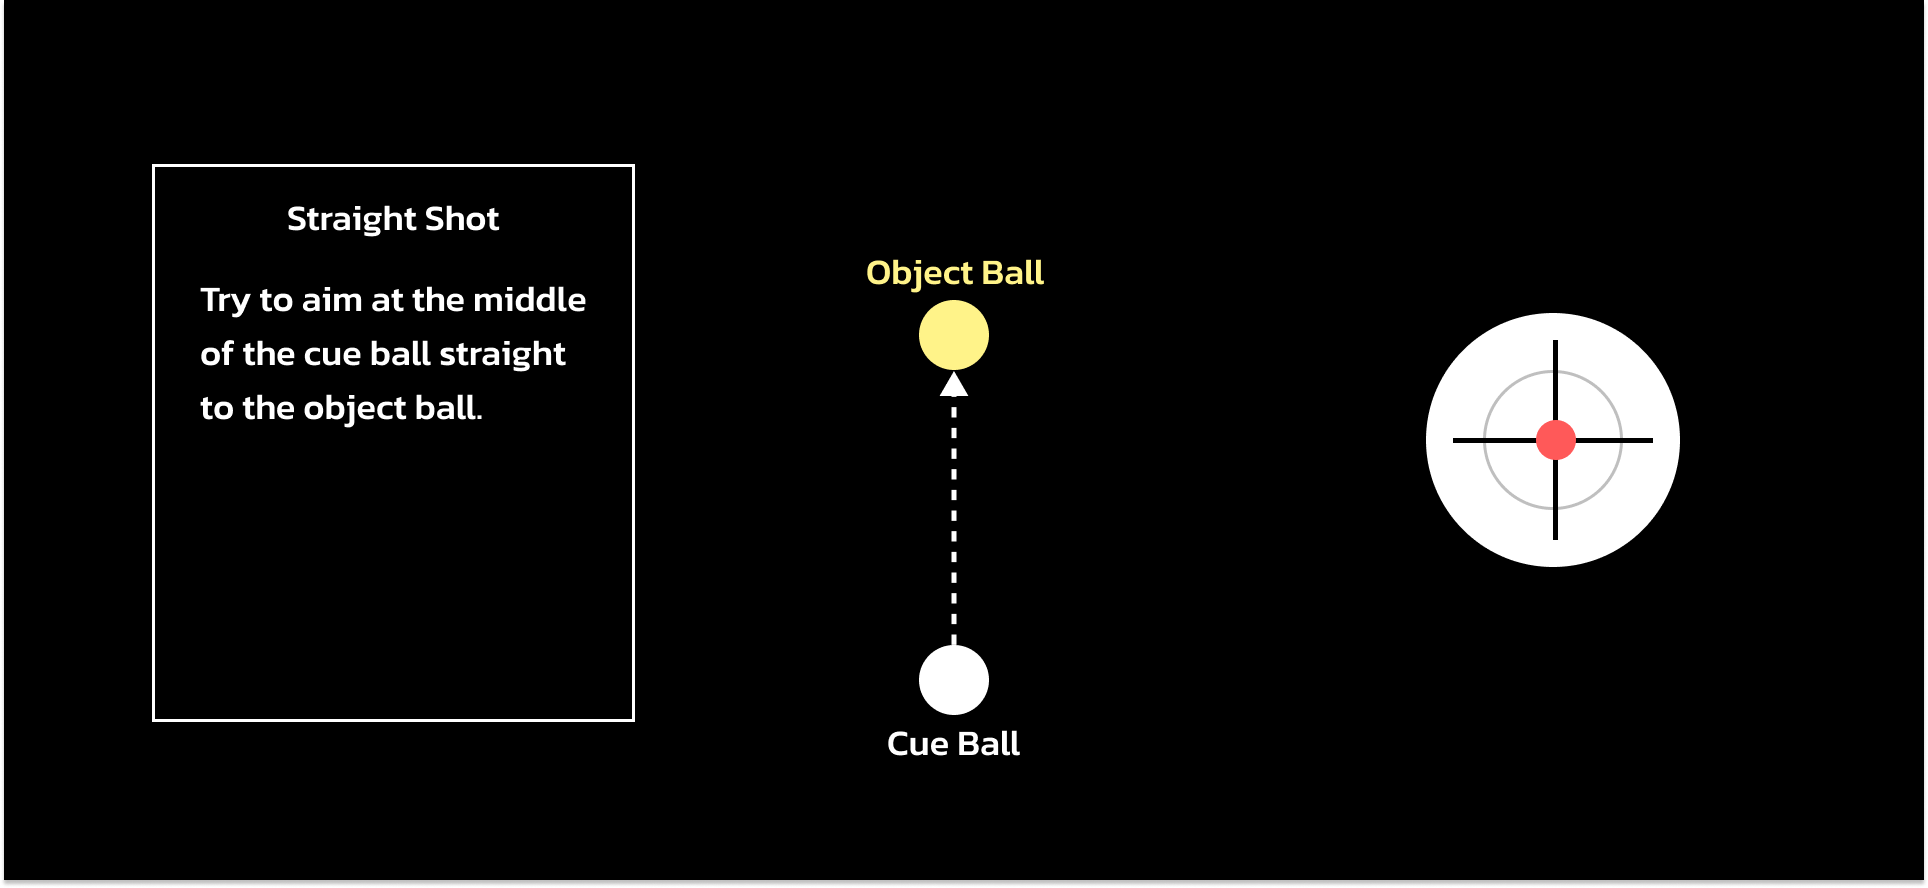 Straight Shot
Try to aim at the middle
of the cue ball straight
to the object ball.
Object Ball
Cue Ball